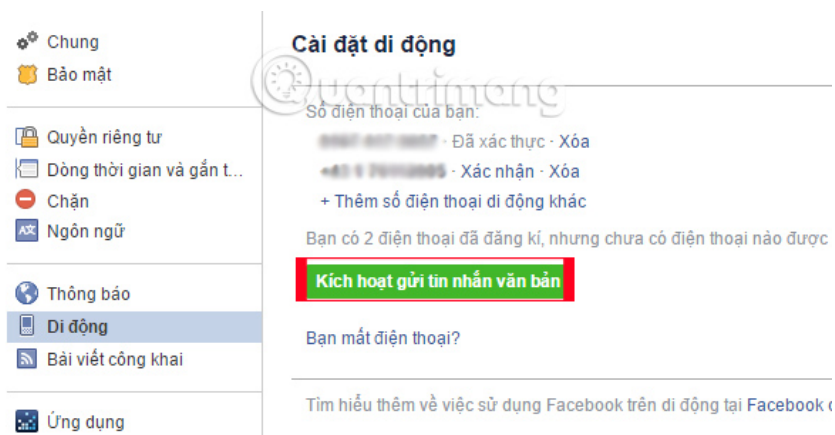 Chung
Bảo mật
Quyền riêng tư
Dòng thời gian và gắn t...
Chặn
Ngôn ngữ
Thông báo
Di động
Bài viết công khai
Ứng dụng
Cài đặt di động
Quantrimang
Số điện thoại của bạn:
· Đã xác thực · Xóa
· Xác nhận · Xóa
+ Thêm số điện thoại di động khác
Bạn có 2 điện thoại đã đăng kí, nhưng chưa có điện thoại nào được
Kích hoạt gửi tin nhắn văn bản
Bạn mất điện thoại?
Tìm hiểu thêm về việc sử dụng Facebook trên di động tại Facebook